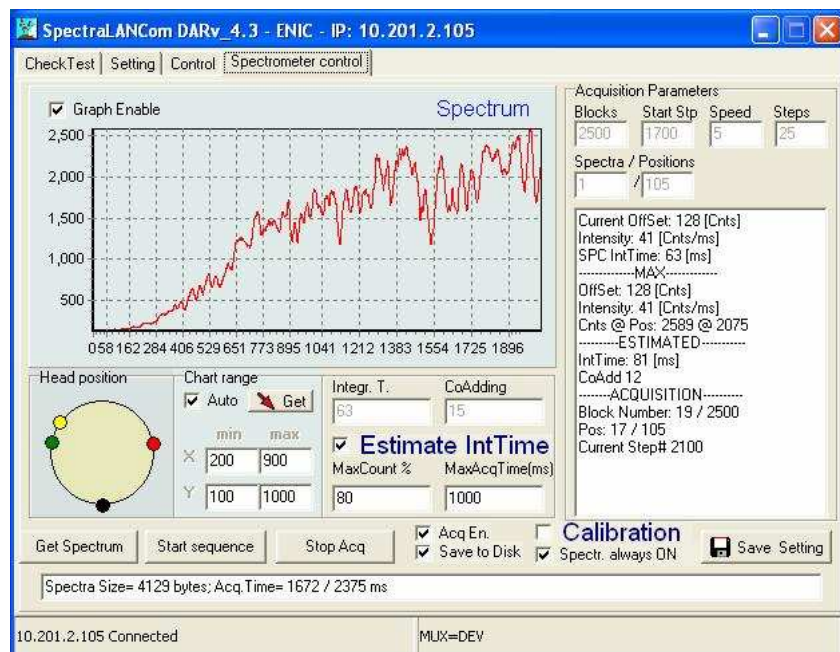 SpectraLANCom DARv_4.3 - ENIC - IP: 10.201.2.105
CheckTest Setting Control Spectrometer control
Graph Enable
Spectrum
2,500
2,000
1,500
1,000
500
0 58 162 284 406 529 651 773 895 1041 1212 1383 1554 1725 1896
Acquisition Parameters
Blocks Start Stp Speed Steps
2500 1700 5 25
Spectra / Positions
1 / 105
Current OffSet: 128 [Cnts]
Intensity: 41 [Cnts/ms]
SPC IntTime: 63 [ms]
-------------MAX------------
OffSet: 128 [Cnts]
Intensity: 41 [Cnts/ms]
Cnts @ Pos: 2589 @ 2075
---------ESTIMATED---------
IntTime: 81 [ms]
CoAdd 12
-------ACQUISITION---------
Block Number: 19 / 2500
Pos: 17 / 105
Current Step# 2100
Head position
Chart range
Auto Get
min max
X 200 900
Y 100 1000
Integr. T. CoAdding
63 15
Estimate IntTime
MaxCount % MaxAcqTime(ms)
80 1000
Get Spectrum Start sequence Stop Acq
Acq En.
Save to Disk
Calibration
Spectr. always ON
Save Setting
Spectra Size= 4129 bytes; Acq.Time= 1672 / 2375 ms
10.201.2.105 Connected MUX=DEV